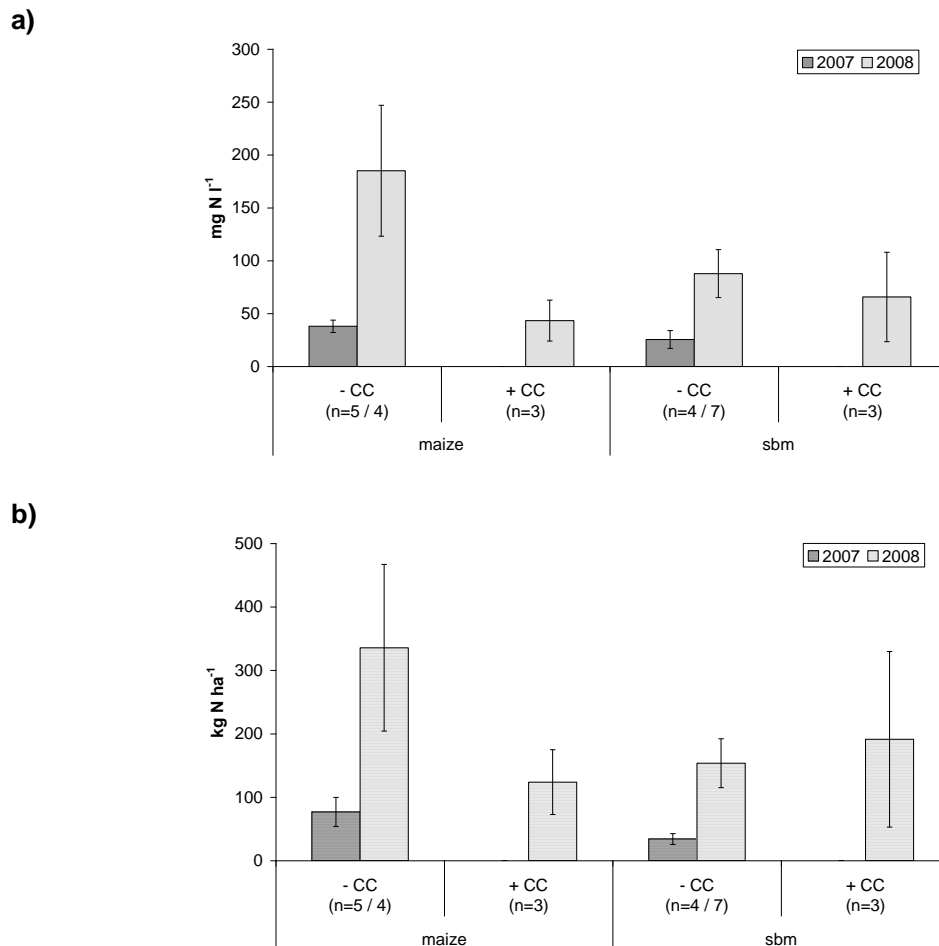 a)
300
250
200
150
100
50
0
mg N l⁻¹
2007 2008
- CC + CC - CC + CC
(n=5 / 4) (n=3) (n=4 / 7) (n=3)
maize sbm
b)
500
400
300
200
100
0
kg N ha⁻¹
2007 2008
- CC + CC - CC + CC
(n=5 / 4) (n=3) (n=4 / 7) (n=3)
maize sbm